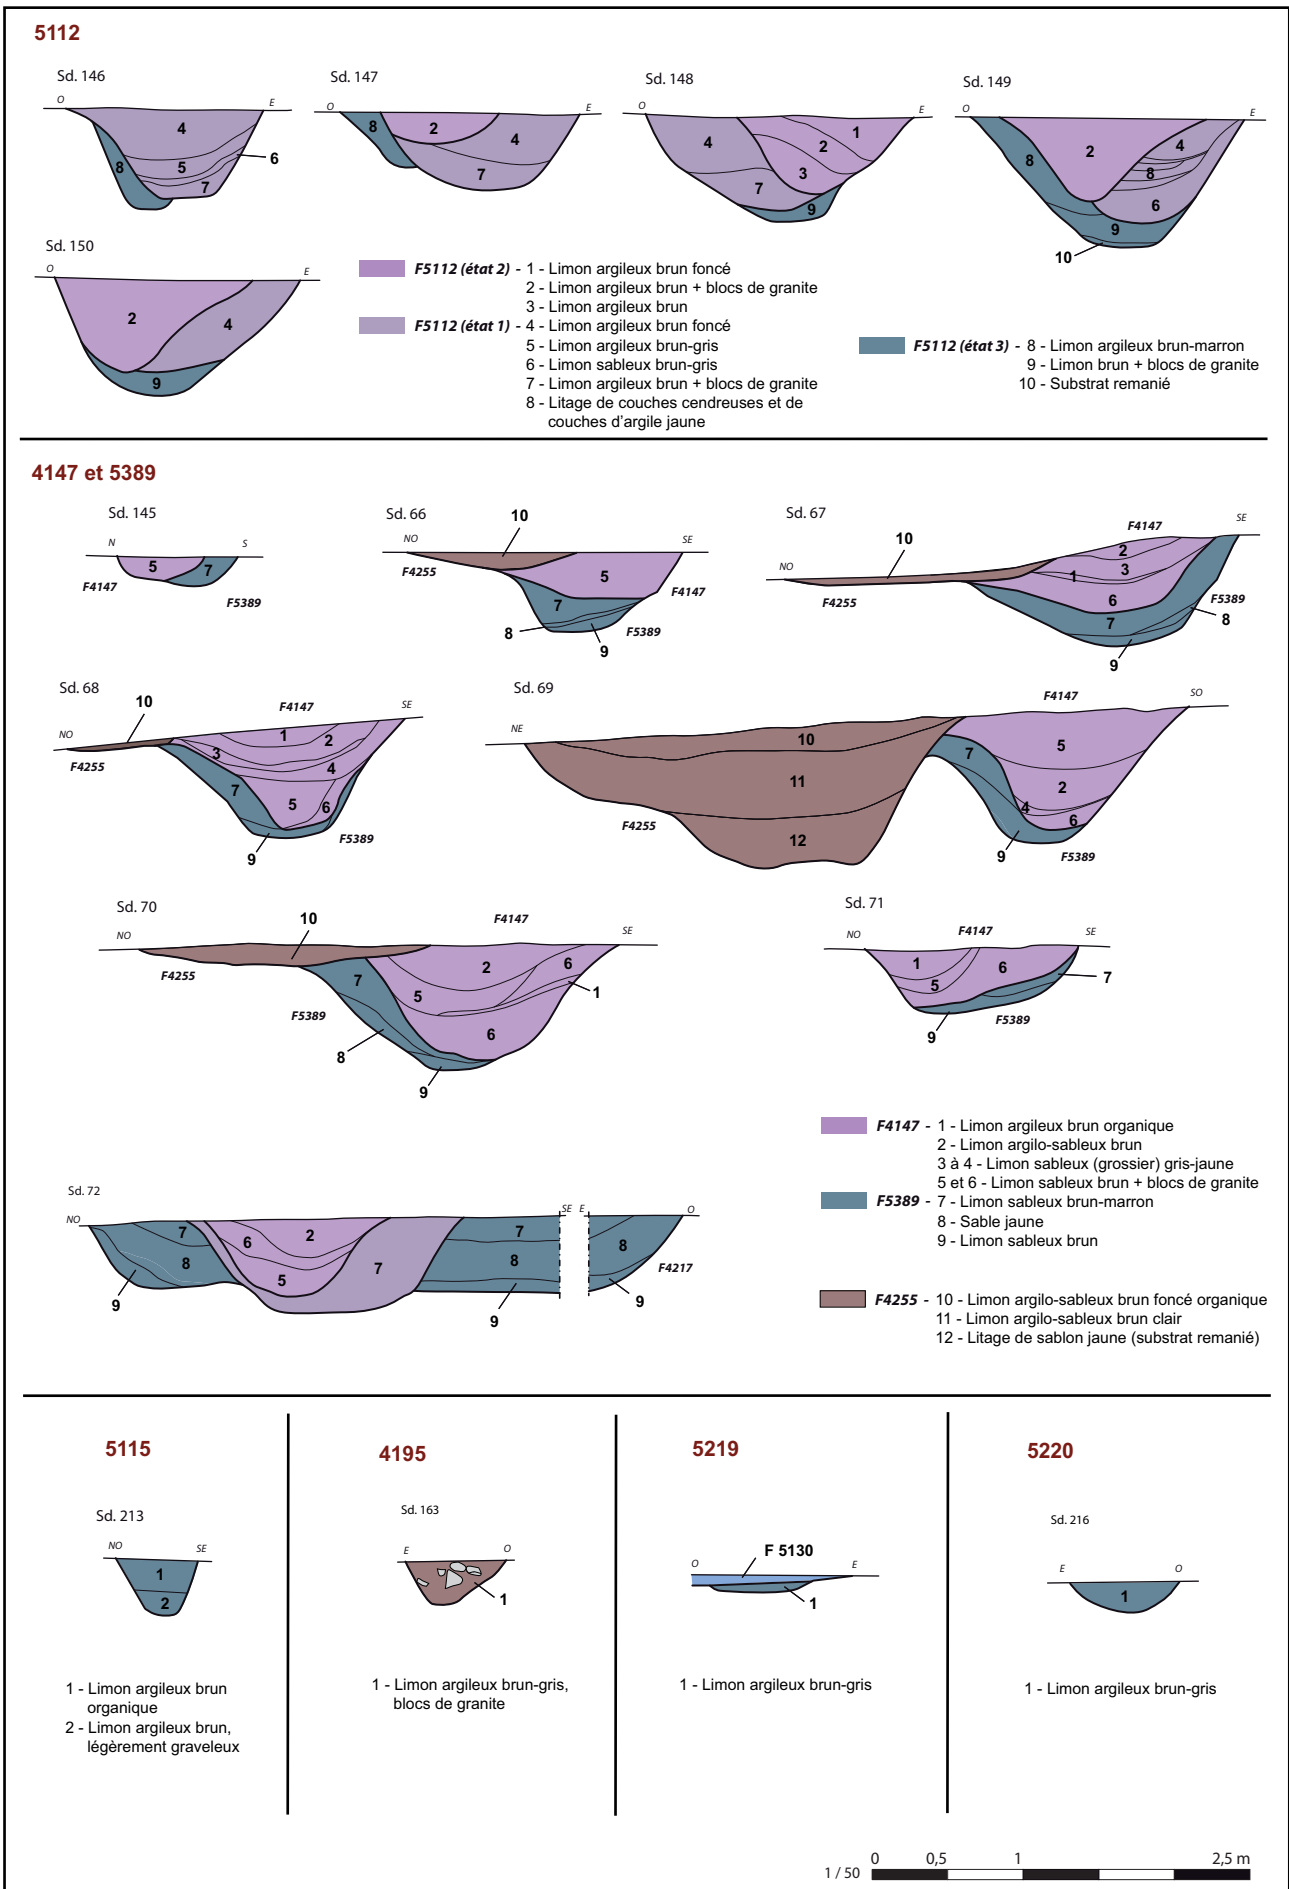 5112
Sd. 146
Sd. 147
Sd. 148
Sd. 149
O E
O E
O E
O E
4
5
6
7
8
8
2
4
7
4
1
2
3
7
9
2
8
4
8
6
9
10
Sd. 150
O E
2
4
9
F5112 (état 2) - 1 - Limon argileux brun foncé
2 - Limon argileux brun + blocs de granite
3 - Limon argileux brun
F5112 (état 1) - 4 - Limon argileux brun foncé
5 - Limon argileux brun-gris
6 - Limon sableux brun-gris
7 - Limon argileux brun + blocs de granite
8 - Litage de couches cendreuses et de
couches d'argile jaune
F5112 (état 3) - 8 - Limon argileux brun-marron
9 - Limon brun + blocs de granite
10 - Substrat remanié
4147 et 5389
Sd. 145
N S
5
7
F4147
F5389
Sd. 66
10
NO SE
F4255
5
F4147
7
8
9
F5389
Sd. 67
F4147
SE
10
NO
F4255
2
1
3
6
7
F5389
8
9
Sd. 68
10
F4147
SE
NO
F4255
1
2
3
4
7
5
6
F5389
9
Sd. 69
F4147
SO
NE
10
11
12
F4255
7
5
2
4
6
9
F5389
Sd. 70
10
F4147
NO SE
F4255
7
2
6
5
1
F5389
6
8
9
Sd. 71
F4147
NO SE
1
6
5
7
9
F5389
F4147 - 1 - Limon argileux brun organique
2 - Limon argilo-sableux brun
3 à 4 - Limon sableux (grossier) gris-jaune
5 et 6 - Limon sableux brun + blocs de granite
F5389 - 7 - Limon sableux brun-marron
8 - Sable jaune
9 - Limon sableux brun
F4255 - 10 - Limon argilo-sableux brun foncé organique
11 - Limon argilo-sableux brun clair
12 - Litage de sablon jaune (substrat remanié)
Sd. 72
NO SE E O
7
6
2
8
5
7
9
7
8
9
8
F4217
9
5115
Sd. 213
NO SE
1
2
1 - Limon argileux brun
organique
2 - Limon argileux brun,
légèrement graveleux
4195
Sd. 163
E O
1
1 - Limon argileux brun-gris,
blocs de granite
5219
F 5130
O E
1
1 - Limon argileux brun-gris
5220
Sd. 216
E O
1
1 - Limon argileux brun-gris
1 / 50
0 0,5 1 2,5 m